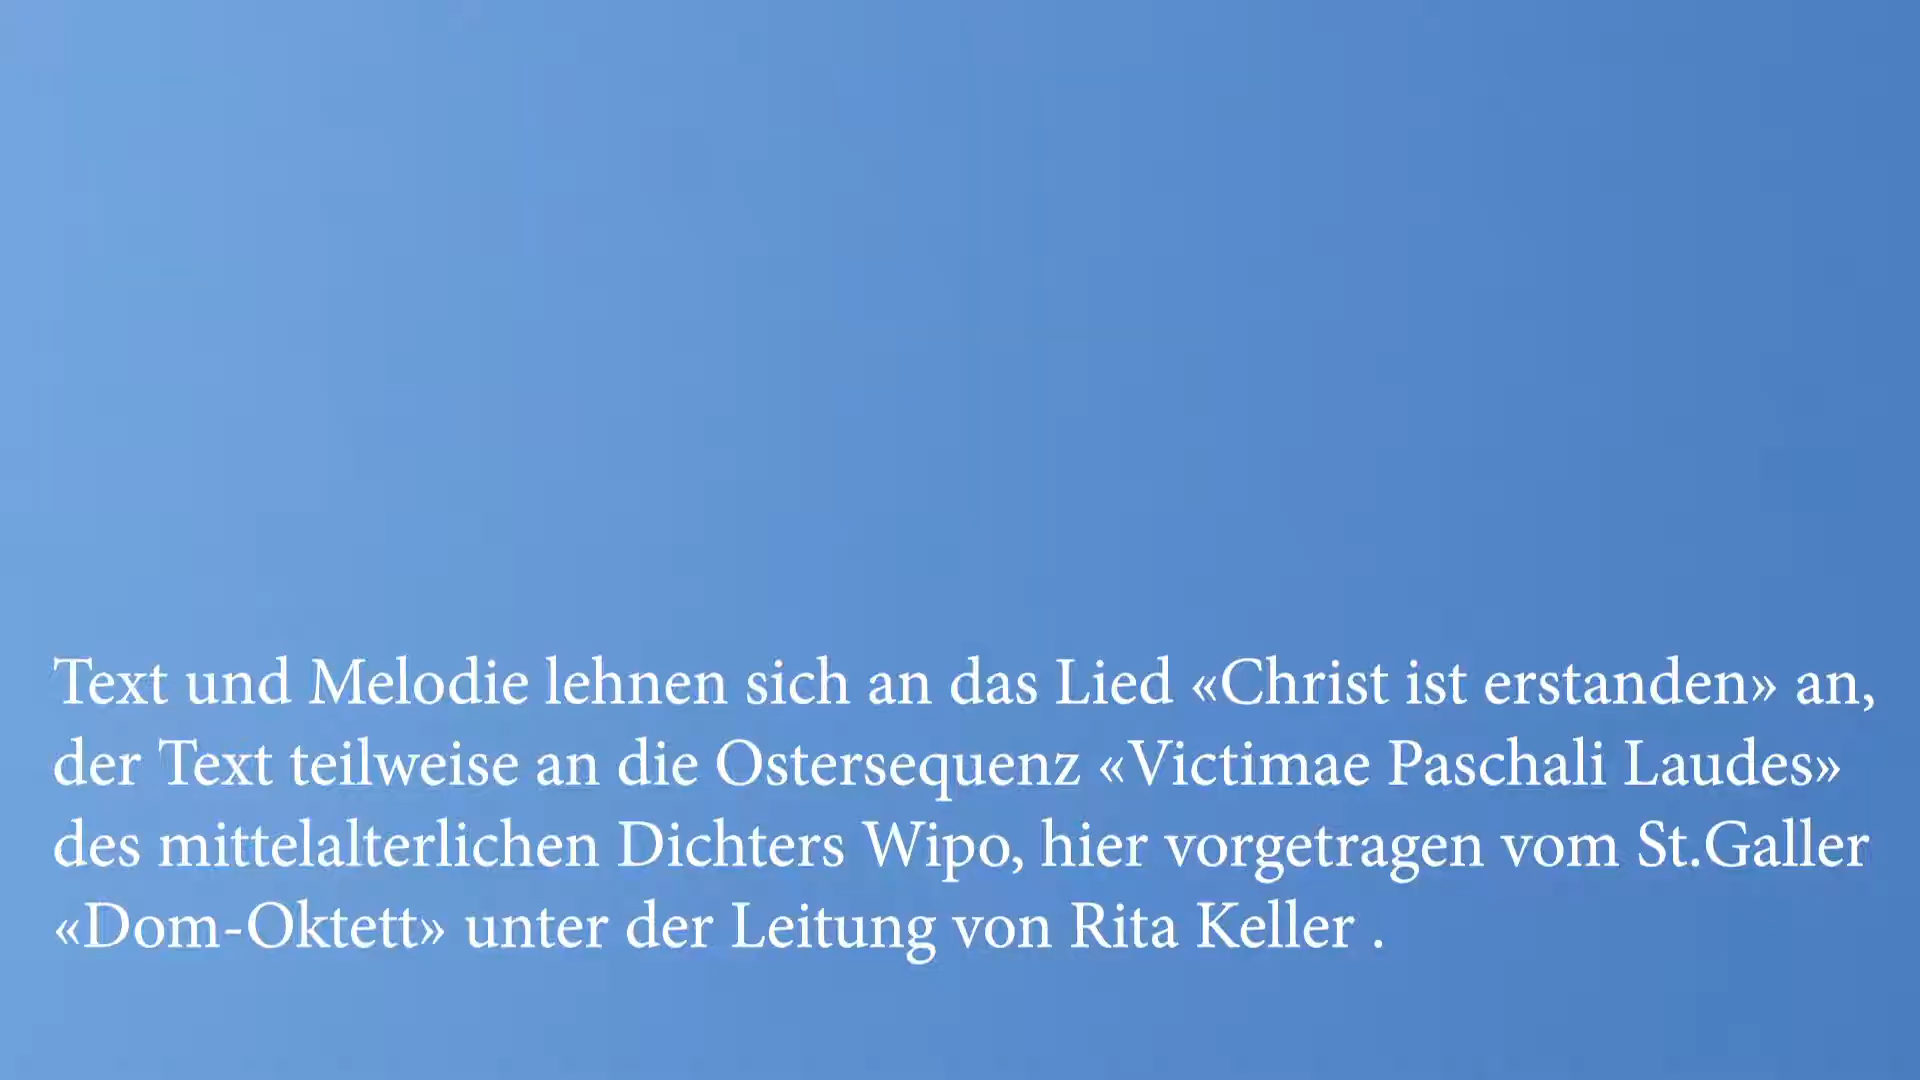 Text und Melodie lehnen sich an das Lied «Christ ist erstanden» an,
der Text teilweise an die Ostersequenz «Victimae Paschali Laudes»
des mittelalterlichen Dichters Wipo, hier vorgetragen vom St.Galler
«Dom-Oktett» unter der Leitung von Rita Keller .